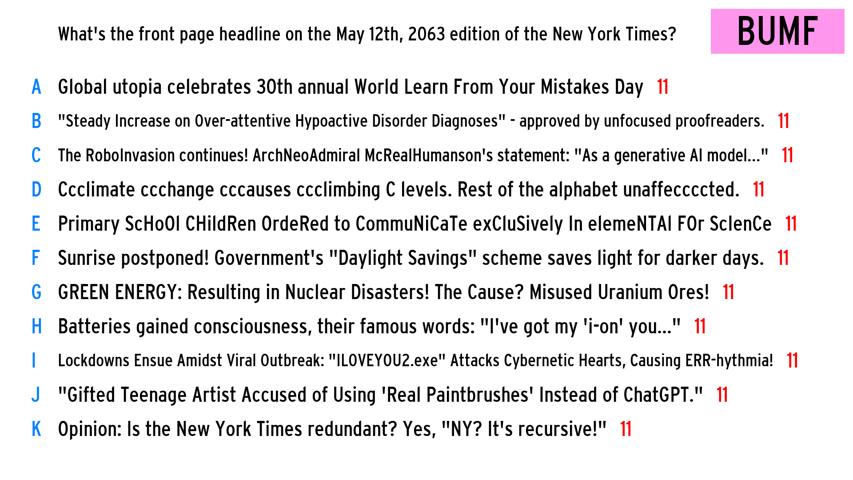 What's the front page headline on the May 12th, 2063 edition of the New York Times?
BUMF
A Global utopia celebrates 30th annual World Learn From Your Mistakes Day 11
B "Steady Increase on Over-attentive Hypoactive Disorder Diagnoses" - approved by unfocused proofreaders. 11
C The RoboInvasion continues! ArchNeoAdmiral McRealHumanson's statement: "As a generative AI model..." 11
D Ccclimate ccchange cccauses ccclimbing C levels. Rest of the alphabet unaffeccccted. 11
E Primary ScHoOl CHildRen OrdeRed to CommuNiCaTe exCluSively In elemeNTAl FOr ScIenCe 11
F Sunrise postponed! Government's "Daylight Savings" scheme saves light for darker days. 11
G GREEN ENERGY: Resulting in Nuclear Disasters! The Cause? Misused Uranium Ores! 11
H Batteries gained consciousness, their famous words: "I've got my 'i-on' you..." 11
I Lockdowns Ensue Amidst Viral Outbreak: "ILOVEYOU2.exe" Attacks Cybernetic Hearts, Causing ERR-hythmia! 11
J "Gifted Teenage Artist Accused of Using 'Real Paintbrushes' Instead of ChatGPT." 11
K Opinion: Is the New York Times redundant? Yes, "NY? It's recursive!" 11